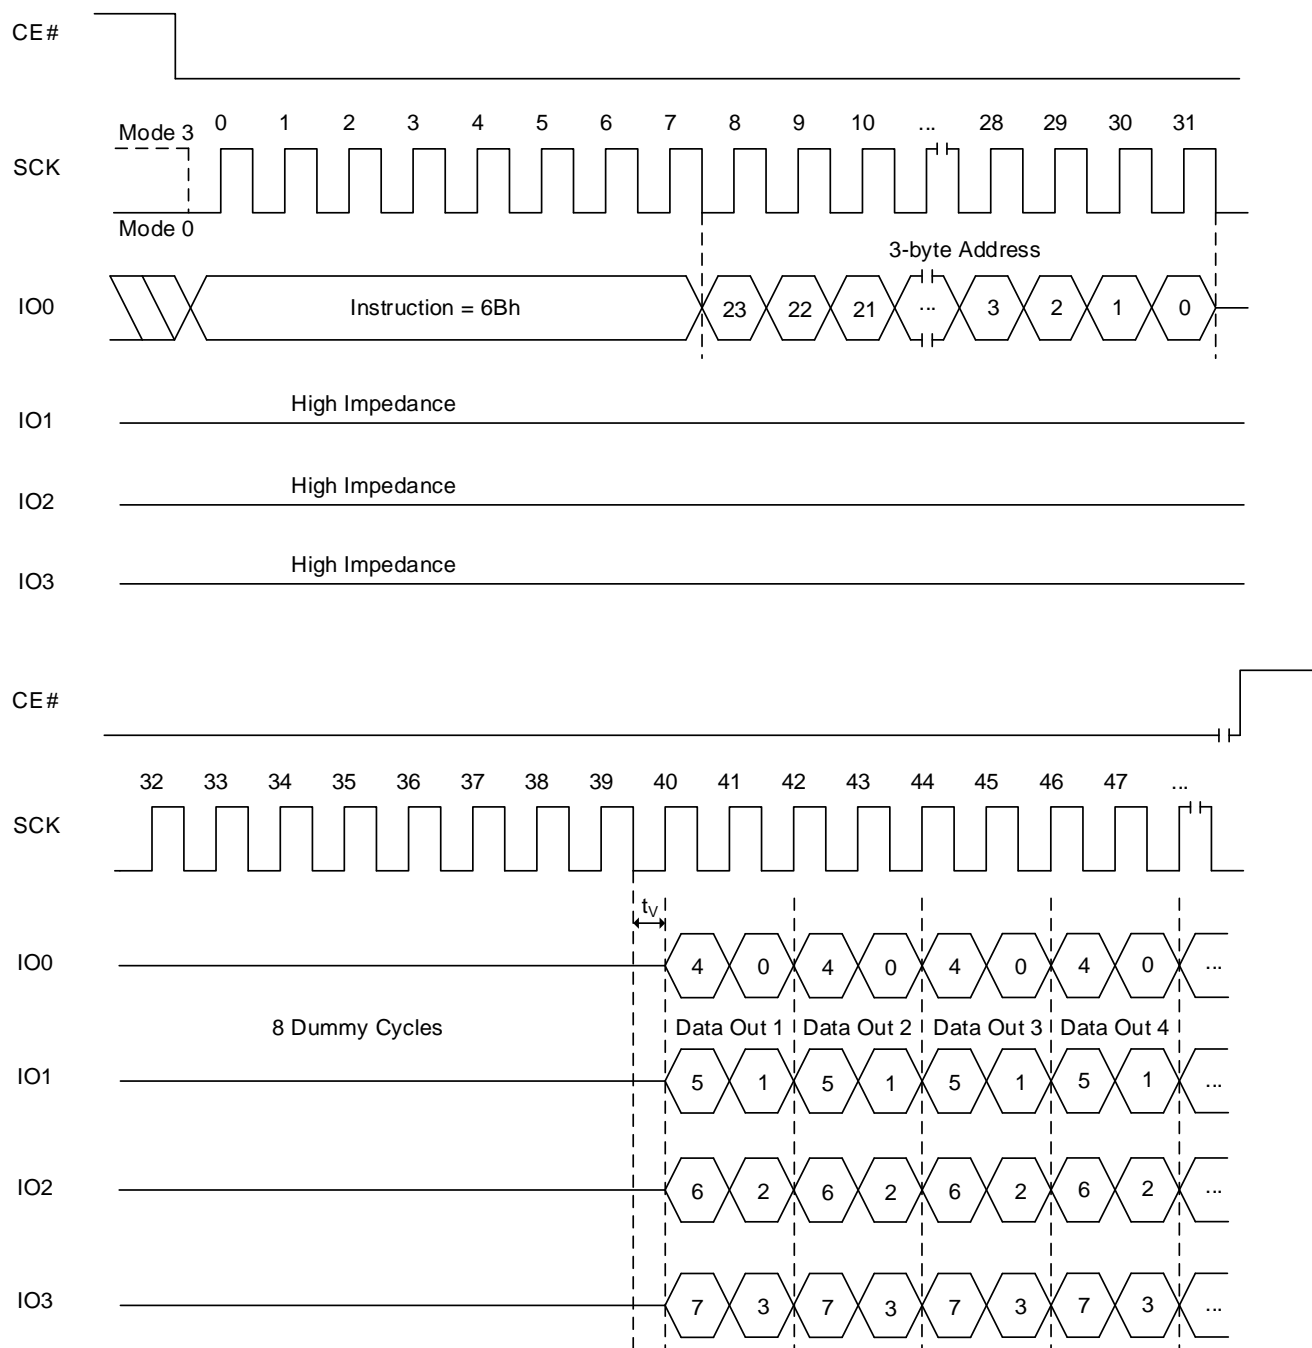 CE#
Mode 3 0 1 2 3 4 5 6 7 8 9 10 ... 28 29 30 31
SCK
Mode 0
3-byte Address
IO0 Instruction = 6Bh 23 22 21 ... 3 2 1 0
High Impedance
IO1
High Impedance
IO2
High Impedance
IO3
CE#
32 33 34 35 36 37 38 39 40 41 42 43 44 45 46 47 ...
SCK
tV
IO0 4 0 4 0 4 0 4 0 ...
8 Dummy Cycles Data Out 1 Data Out 2 Data Out 3 Data Out 4
IO1 5 1 5 1 5 1 5 1 ...
IO2 6 2 6 2 6 2 6 2 ...
IO3 7 3 7 3 7 3 7 3 ...